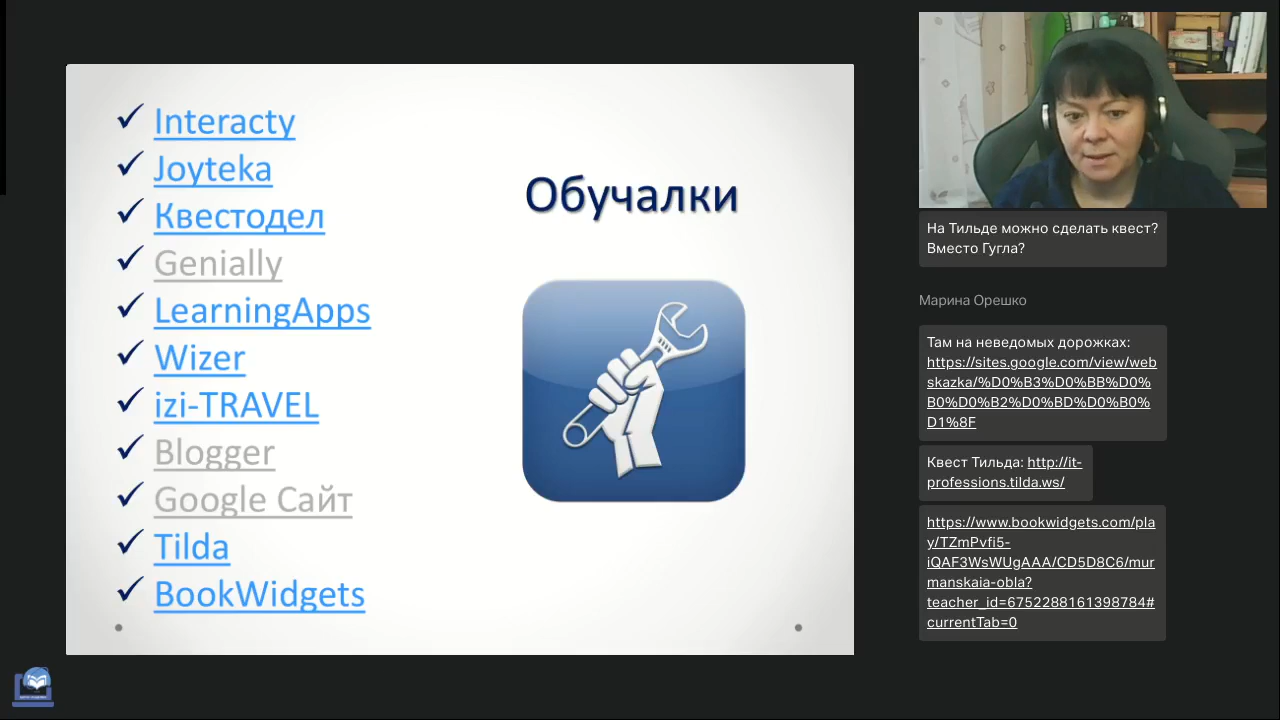 Interacty
Joyteka
Квестодел
Genially
LearningApps
Wizer
izi-TRAVEL
Blogger
Google Сайт
Tilda
BookWidgets
Обучалки
На Тильде можно сделать квест?
Вместо Гугла?
Марина Орешко
Там на неведомых дорожках:
https://sites.google.com/view/web
skazka/%D0%B3%D0%BB%D0%
B0%D0%B2%D0%BD%D0%B0%
D1%8F
Квест Тильда: http://it-
professions.tilda.ws/
https://www.bookwidgets.com/pla
y/TZmPvfi5-
iQAF3WsWUgAAA/CD5D8C6/mur
manskaia-obla?
teacher_id=6752288161398784#
currentTab=0